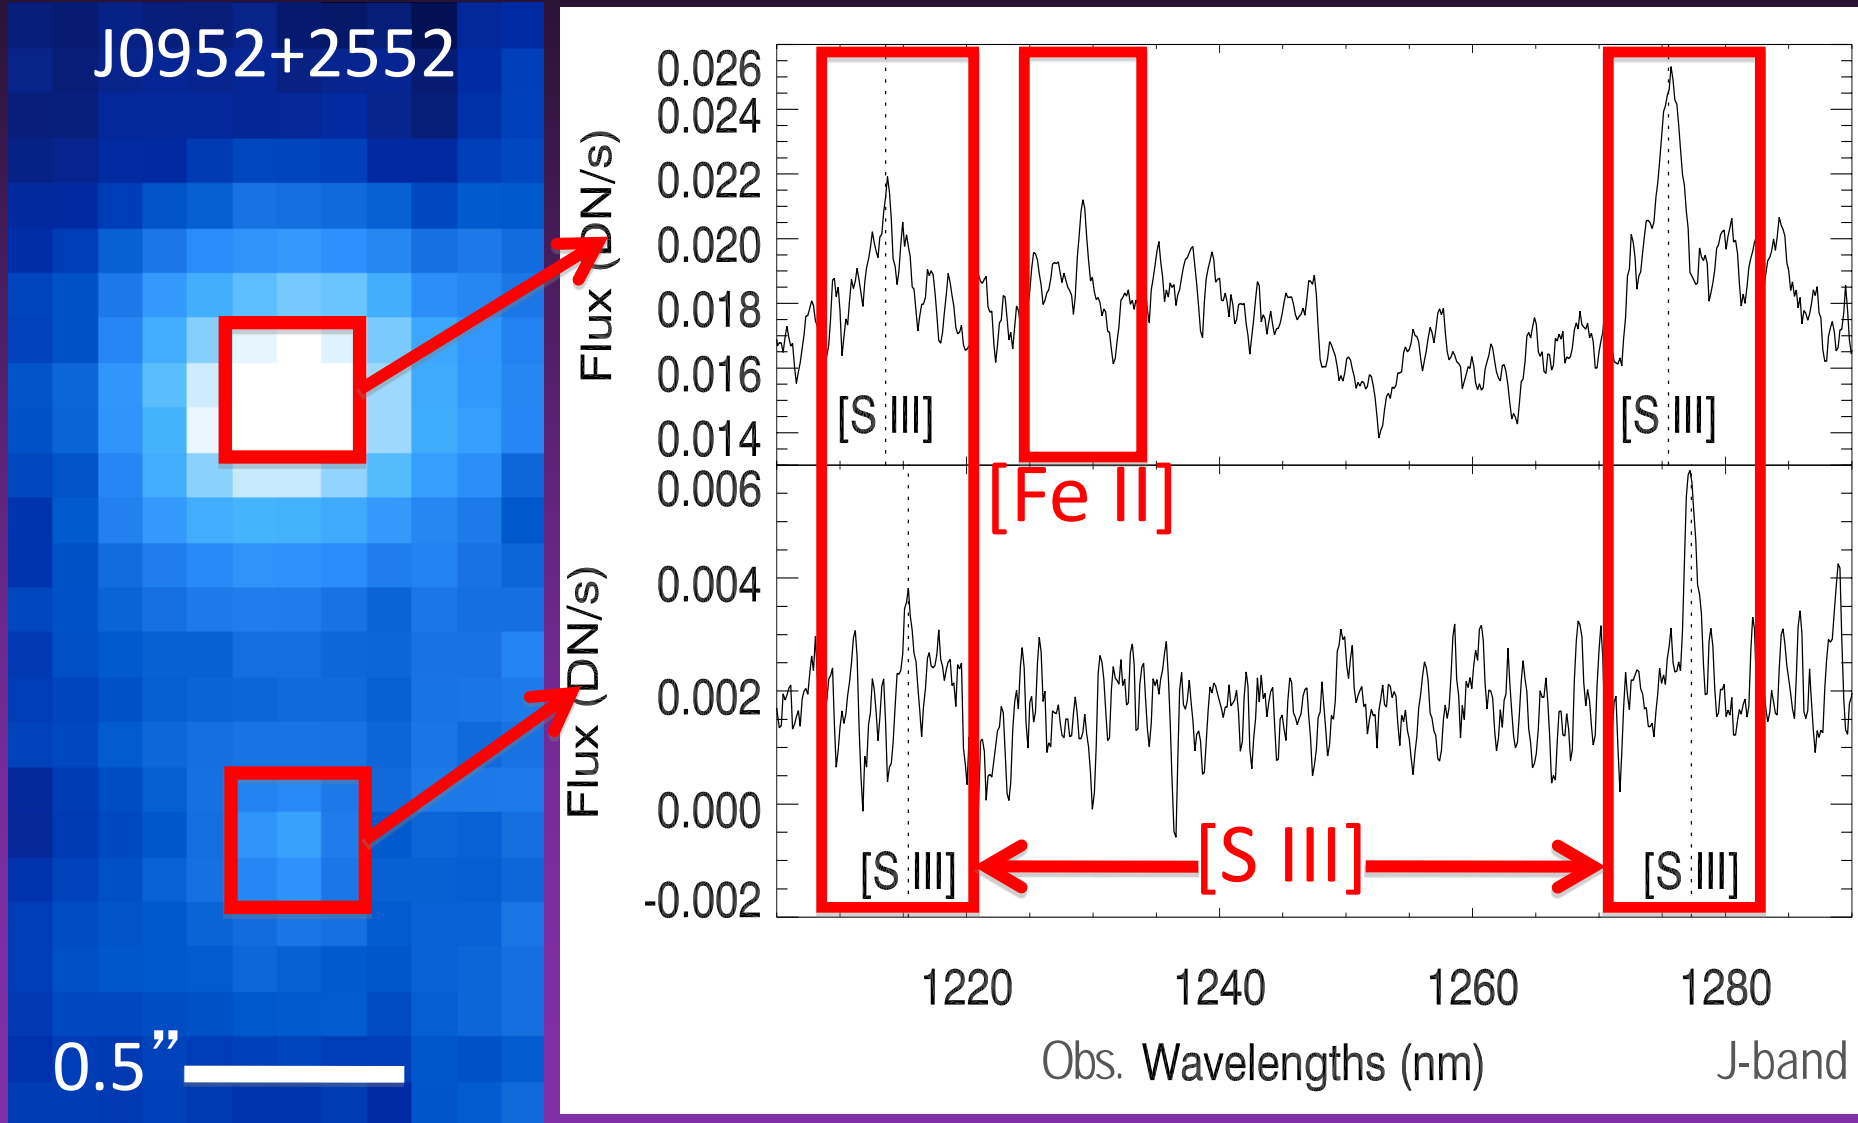 J0952+2552
0.5”
Flux (DN/s)
0.026
0.024
0.022
0.020
0.018
0.016
0.014
[S III]
[S III]
[Fe II]
Flux (DN/s)
0.006
0.004
0.002
0.000
-0.002
[S III]
[S III]
[S III]
1220
1240
1260
1280
Obs. Wavelengths (nm)
J-band